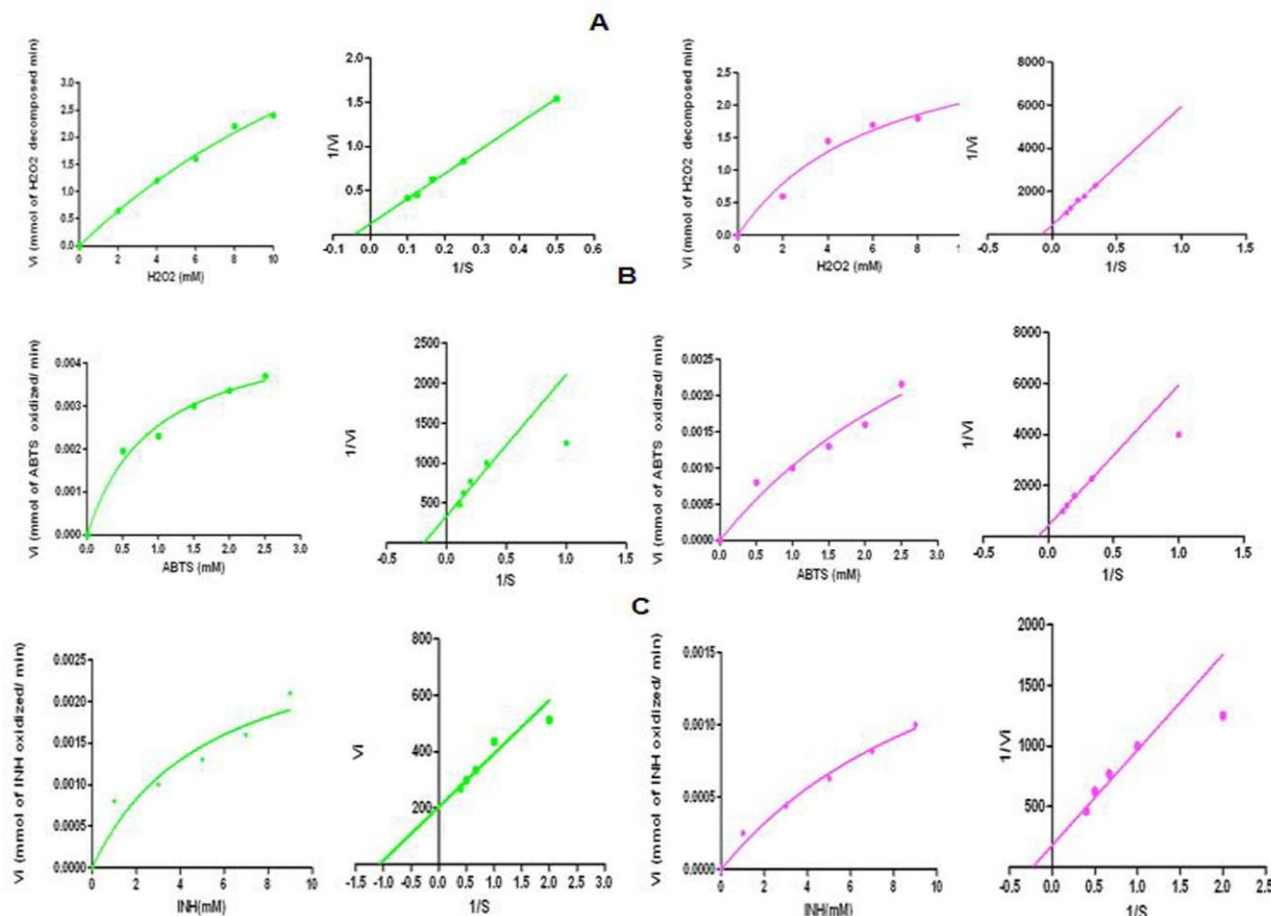 A
Vi (mmol of H2O2 decomposed min)
3.0
2.5
2.0
1.5
1.0
0.5
0.0
0 2 4 6 8 10
H2O2 (mM)
1/Vi
2.0
1.5
1.0
0.5
-0.1 0.0 0.1 0.2 0.3 0.4 0.5 0.6
1/S
Vi (mmol of H2O2 decomposed min)
2.5
2.0
1.5
1.0
0.5
0.0
0 2 4 6 8 1
H2O2 (mM)
1/Vi
8000
6000
4000
2000
-0.5 0.0 0.5 1.0 1.5
1/S
B
Vi (mmol of ABTS oxidized/ min)
0.004
0.003
0.002
0.001
0.000
0.0 0.5 1.0 1.5 2.0 2.5 3.0
ABTS (mM)
1/Vi
2500
2000
1500
1000
500
-0.5 0.0 0.5 1.0 1.5
1/S
Vi (mmol of ABTS oxidized/ min)
0.0025
0.0020
0.0015
0.0010
0.0005
0.0000
0.0 0.5 1.0 1.5 2.0 2.5 3.0
ABTS (mM)
1/Vi
8000
6000
4000
2000
-0.5 0.0 0.5 1.0 1.5
1/S
C
Vi (mmol of INH oxidized/ min)
0.0025
0.0020
0.0015
0.0010
0.0005
0.0000
0 2 4 6 8 10
INH(mM)
Vi
800
600
400
200
-1.5 -1.0 -0.5 0.0 0.5 1.0 1.5 2.0 2.5 3.0
1/S
Vi (mmol of INH oxidized/ min)
0.0015
0.0010
0.0005
0.0000
0 2 4 6 8 10
INH(mM)
1/Vi
2000
1500
1000
500
-0.5 0.0 0.5 1.0 1.5 2.0 2.5
1/S